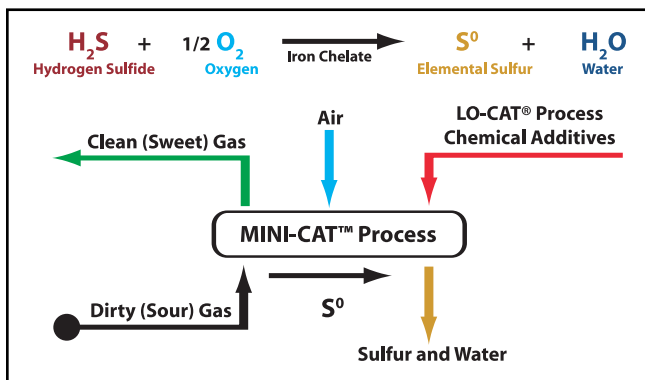 H₂S + 1/2 O₂ Iron Chelate S⁰ + H₂O
Hydrogen Sulfide Oxygen Elemental Sulfur Water
Air
LO-CAT® Process
Chemical Additives
Clean (Sweet) Gas
MINI-CAT™ Process
S⁰
Dirty (Sour) Gas
Sulfur and Water